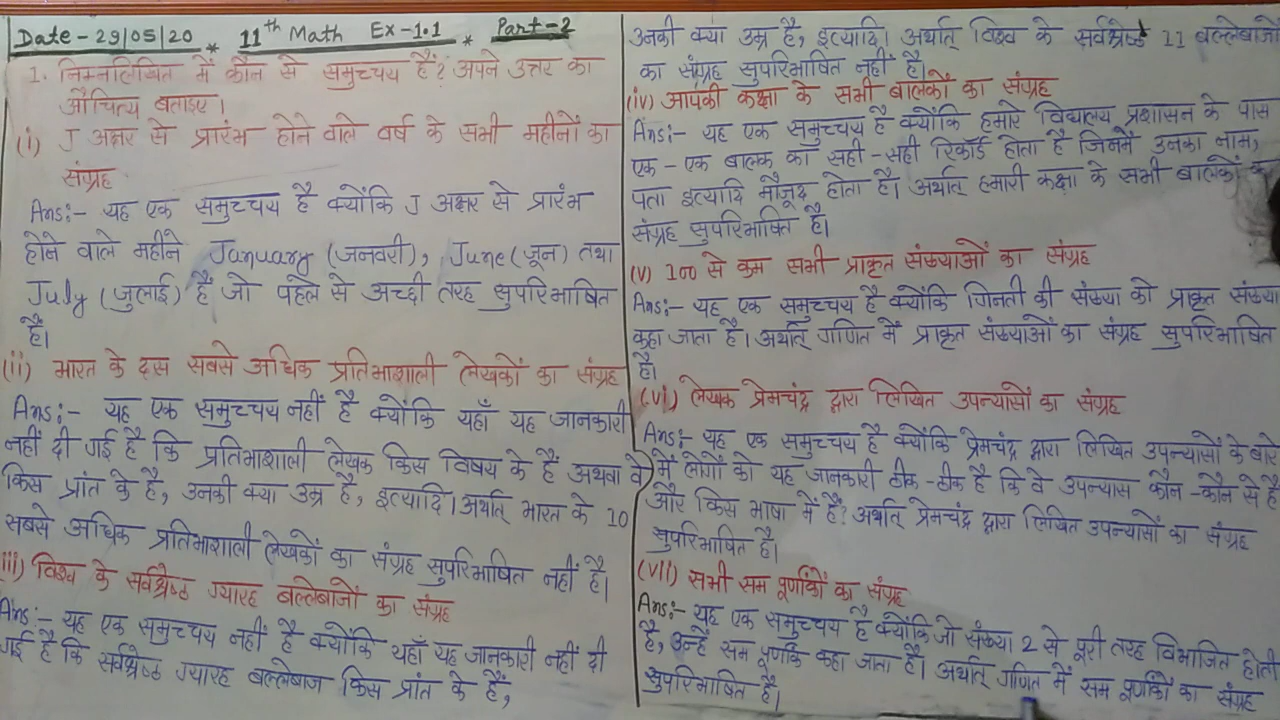 Date - 29/05/20 * 11th Math Ex-1.1 * Part-2
1. निम्नलिखित में कौन से समुच्चय हैं? अपने उत्तर का
औचित्य बताइए।
(i) J अक्षर से प्रारंभ होने वाले वर्ष के सभी महीनों का
संग्रह
Ans:- यह एक समुच्चय है क्योंकि J अक्षर से प्रारंभ
होने वाले महीने January (जनवरी), June (जून) तथा
July (जुलाई) हैं जो पहले से अच्छी तरह सुपरिभाषित
है।
(ii) भारत के दस सबसे अधिक प्रतिभाशाली लेखकों का संग्रह
Ans:- यह एक समुच्चय नहीं है क्योंकि यहाँ यह जानकारी
नहीं दी गई है कि प्रतिभाशाली लेखक किस विषय के हैं अथवा वे
किस प्रांत के है, उनकी क्या उम्र है, इत्यादि। अर्थात् भारत के 10
सबसे अधिक प्रतिभाशाली लेखकों का संग्रह सुपरिभाषित नहीं है।
(iii) विश्व के सर्वश्रेष्ठ ग्यारह बल्लेबाजों का संग्रह
Ans:- यह एक समुच्चय नहीं है क्योंकि यहाँ यह जानकारी नहीं दी
गई है कि सर्वश्रेष्ठ ग्यारह बल्लेबाज किस प्रांत के हैं,
उनकी क्या उम्र है, इत्यादि। अर्थात् विश्व के सर्वश्रेष्ठ 11 बल्लेबाजों
का संग्रह सुपरिभाषित नहीं है।
(iv) आपकी कक्षा के सभी बालकों का संग्रह
Ans:- यह एक समुच्चय है क्योंकि हमारे विद्यालय प्रशासन के पास
एक-एक बालक का सही-सही रिकॉर्ड होता है जिनमें उनका नाम,
पता इत्यादि मौजूद होता है। अर्थात् हमारी कक्षा के सभी बालकों का
संग्रह सुपरिभाषित है।
(v) 100 से कम सभी प्राकृत संख्याओं का संग्रह
Ans:- यह एक समुच्चय है क्योंकि गिनती की संख्या को प्राकृत संख्या
कहा जाता है। अर्थात् गणित में प्राकृत संख्याओं का संग्रह सुपरिभाषित
है।
(vi) लेखक प्रेमचंद्र द्वारा लिखित उपन्यासों का संग्रह
Ans:- यह एक समुच्चय है क्योंकि प्रेमचंद्र द्वारा लिखित उपन्यासों के बारे
में लोगों को यह जानकारी ठीक-ठीक है कि वे उपन्यास कौन-कौन से है
और किस भाषा में हैं? अर्थात् प्रेमचंद्र द्वारा लिखित उपन्यासों का संग्रह
सुपरिभाषित है।
(vii) सभी सम पूर्णांकों का संग्रह
Ans:- यह एक समुच्चय है क्योंकि जो संख्या 2 से पूरी तरह विभाजित होती
है, उन्हें सम पूर्णांक कहा जाता है। अर्थात् गणित में सम पूर्णांकों का संग्रह
सुपरिभाषित है।